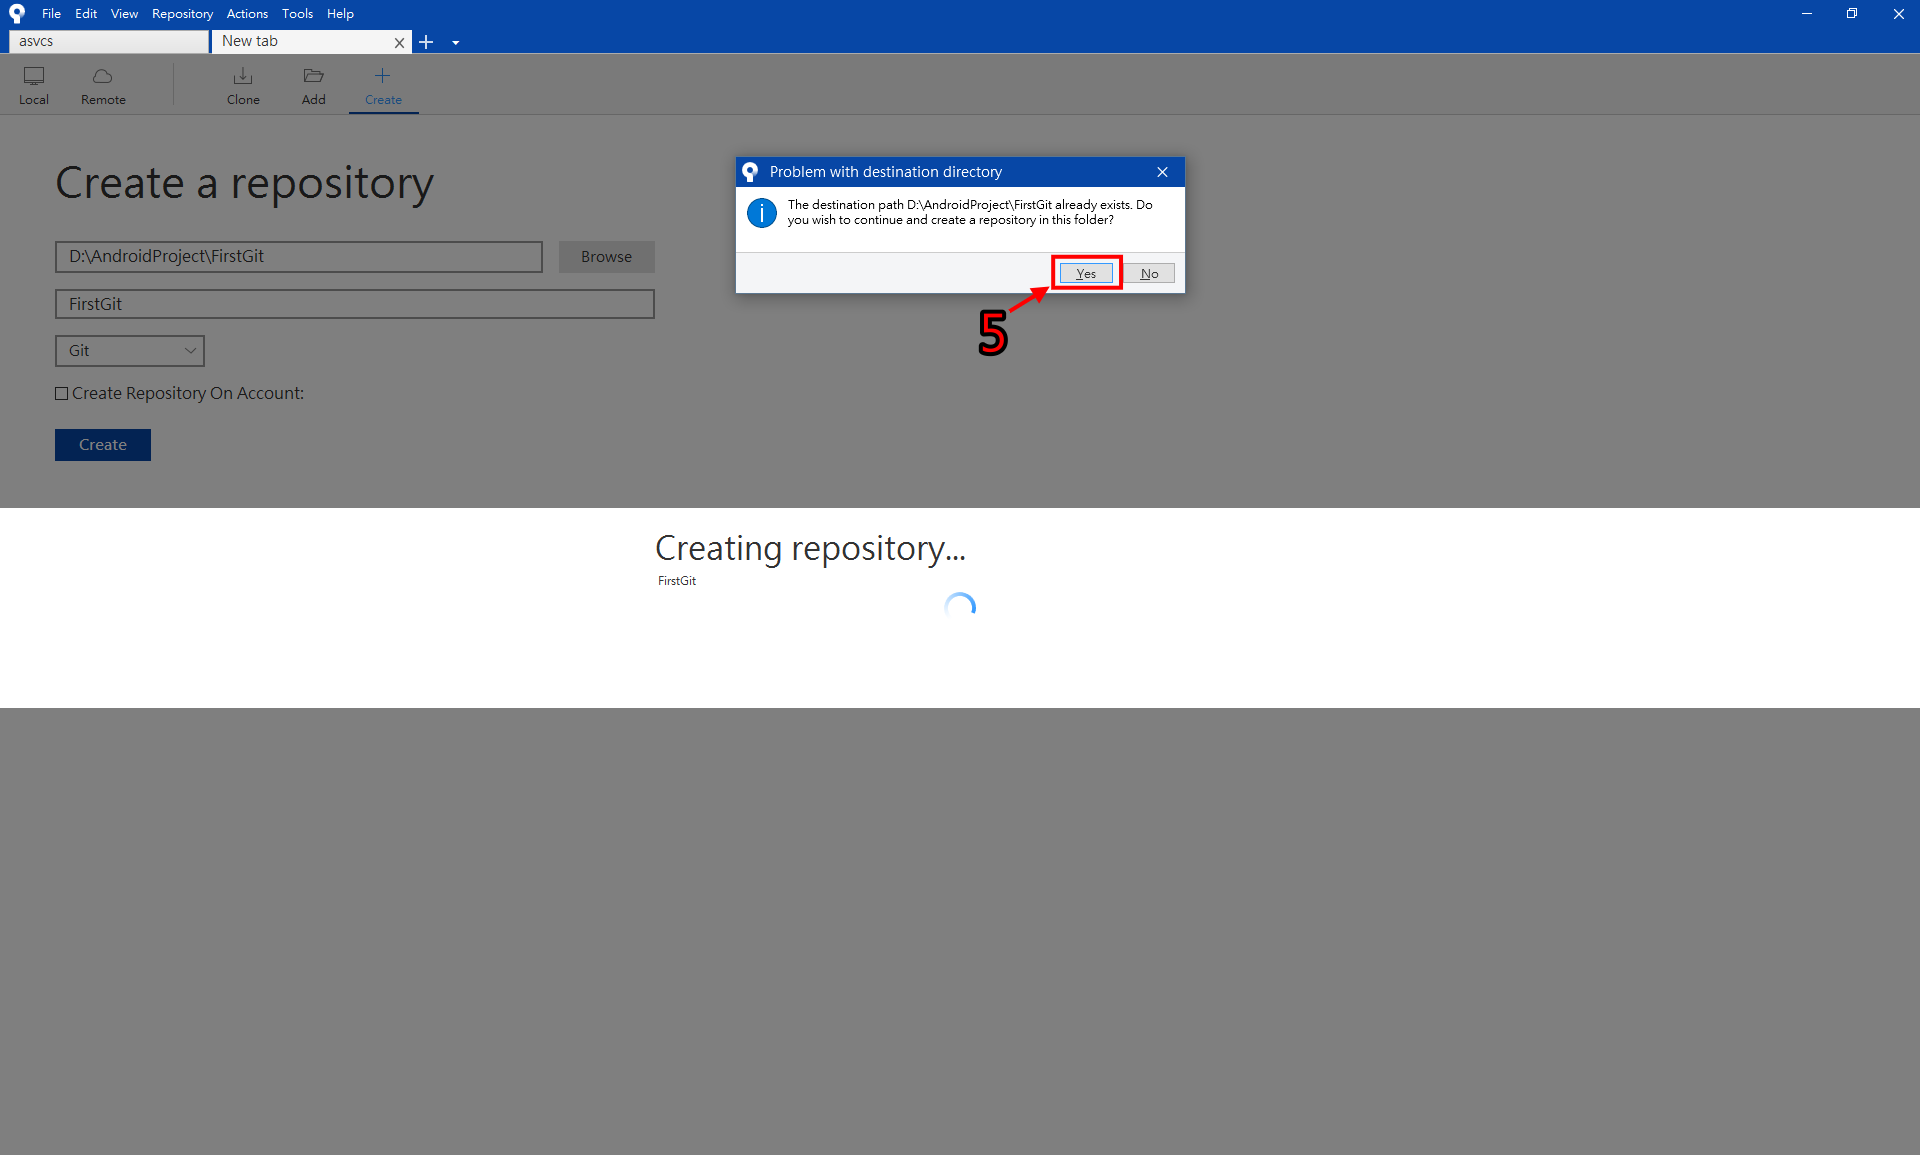 File Edit View Repository Actions Tools Help
asvcs New tab
Local Remote Clone Add Create
Create a repository
D:\AndroidProject\FirstGit Browse
FirstGit
Git
Create Repository On Account:
Create
Problem with destination directory
The destination path D:\AndroidProject\FirstGit already exists. Do
you wish to continue and create a repository in this folder?
Yes No
5
Creating repository...
FirstGit